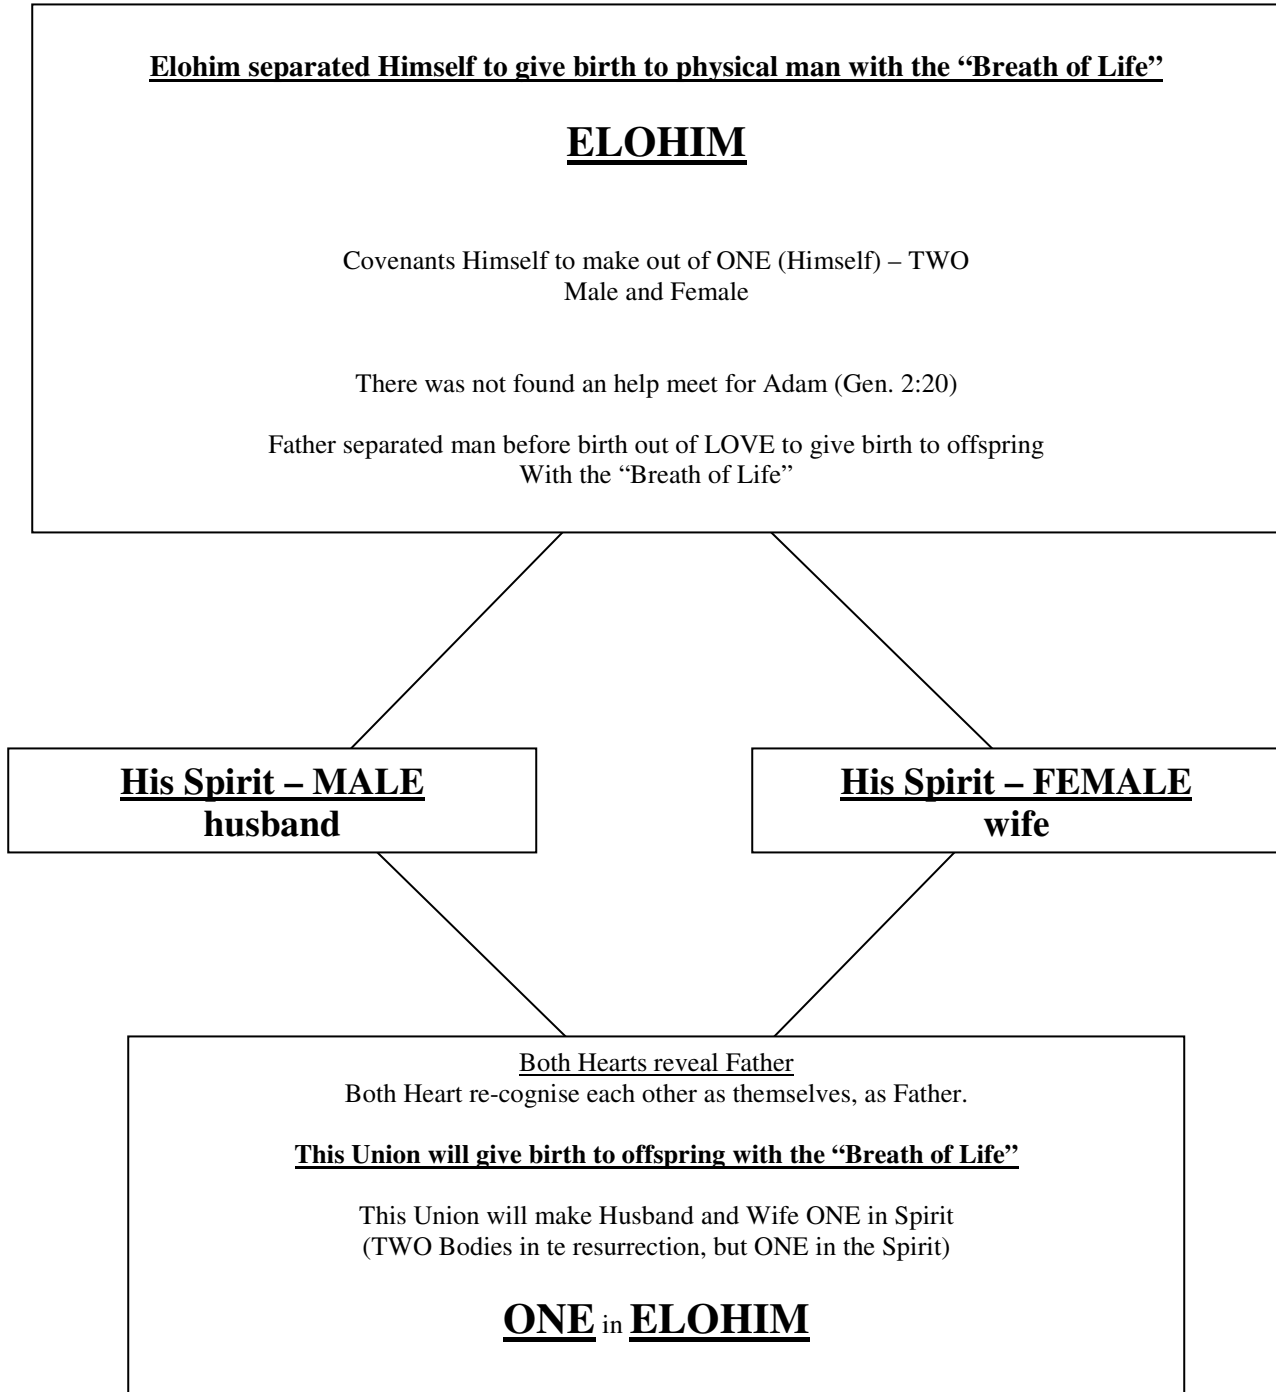 Elohim separated Himself to give birth to physical man with the “Breath of Life”
ELOHIM
Covenants Himself to make out of ONE (Himself) – TWO
Male and Female
There was not found an help meet for Adam (Gen. 2:20)
Father separated man before birth out of LOVE to give birth to offspring
With the “Breath of Life”
His Spirit – MALE
husband
His Spirit – FEMALE
wife
Both Hearts reveal Father
Both Heart re-cognise each other as themselves, as Father.
This Union will give birth to offspring with the “Breath of Life”
This Union will make Husband and Wife ONE in Spirit
(TWO Bodies in te resurrection, but ONE in the Spirit)
ONE in ELOHIM